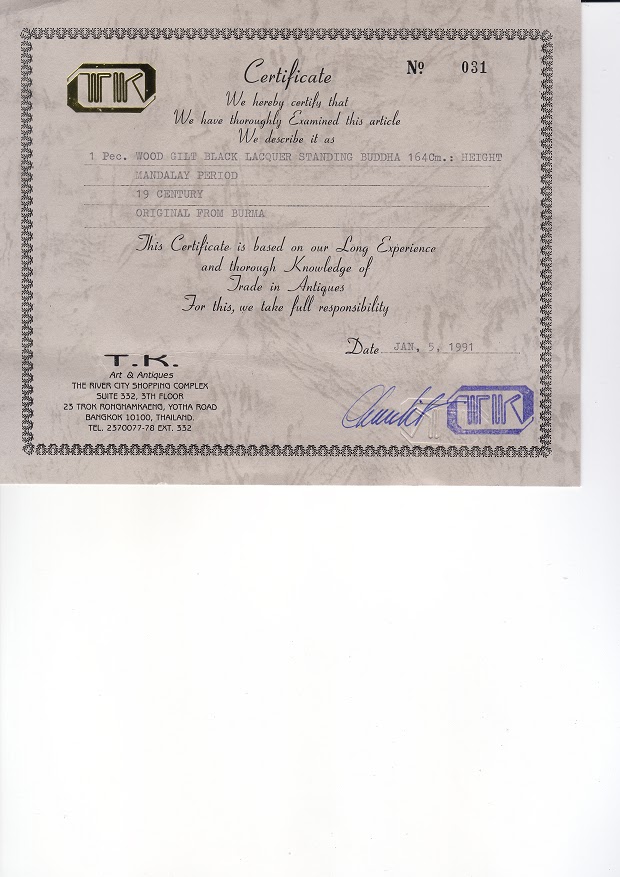 TK
Certificate
Nº 031
We hereby certify that
We have thoroughly Examined this article
We describe it as
1 Pec. WOOD GILT BLACK LACQUER STANDING BUDDHA 164Cm.: HEIGHT
MANDALAY PERIOD
19 CENTURY
ORIGINAL FROM BURMA
This Certificate is based on our Long Experience
and thorough Knowledge of
Trade in Antiques
For this, we take full responsibility
Date JAN, 5, 1991
T.K.
Art & Antiques
THE RIVER CITY SHOPPING COMPLEX
SUITE 332, 3TH FLOOR
23 TROK RONGNAMKAENG, YOTHA ROAD
BANGKOK 10100, THAILAND.
TEL. 2370077-78 EXT. 332
TK